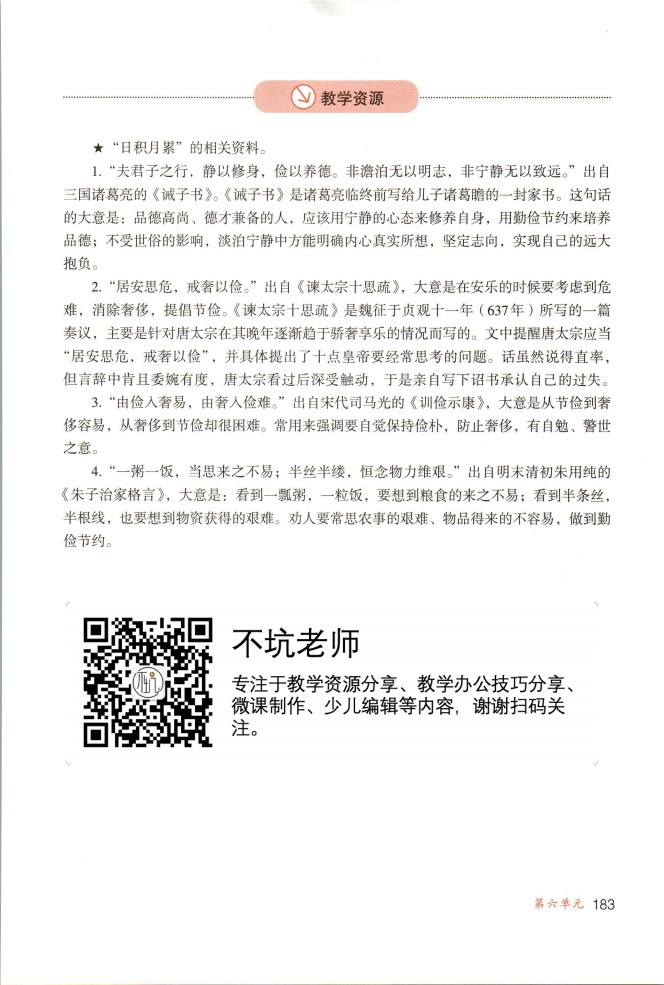 教学资源
★ “日积月累”的相关资料。
1. “夫君子之行，静以修身，俭以养德。非澹泊无以明志，非宁静无以致远。”出自
三国诸葛亮的《诫子书》。《诫子书》是诸葛亮临终前写给儿子诸葛瞻的一封家书。这句话
的大意是：品德高尚、德才兼备的人，应该用宁静的心态来修养自身，用勤俭节约来培养
品德；不受世俗的影响，淡泊宁静中方能明确内心真实所想，坚定志向，实现自己的远大
抱负。
2. “居安思危，戒奢以俭。”出自《谏太宗十思疏》，大意是在安乐的时候要考虑到危
难，消除奢侈，提倡节俭。《谏太宗十思疏》是魏征于贞观十一年（637年）所写的一篇
奏议，主要是针对唐太宗在其晚年逐渐趋于骄奢享乐的情况而写的。文中提醒唐太宗应当
“居安思危，戒奢以俭”，并具体提出了十点皇帝要经常思考的问题。话虽然说得直率，
但言辞中肯且委婉有度，唐太宗看过后深受触动，于是亲自写下诏书承认自己的过失。
3. “由俭入奢易，由奢入俭难。”出自宋代司马光的《训俭示康》，大意是从节俭到奢
侈容易，从奢侈到节俭却很困难。常用来强调要自觉保持俭朴，防止奢侈，有自勉、警世
之意。
4. “一粥一饭，当思来之不易；半丝半缕，恒念物力维艰。”出自明末清初朱用纯的
《朱子治家格言》，大意是：看到一瓢粥，一粒饭，要想到粮食的来之不易；看到半条丝，
半根线，也要想到物资获得的艰难。劝人要常思农事的艰难、物品得来的不容易，做到勤
俭节约。
不坑老师
专注于教学资源分享、教学办公技巧分享、
微课制作、少儿编辑等内容，谢谢扫码关
注。
第六单元 183